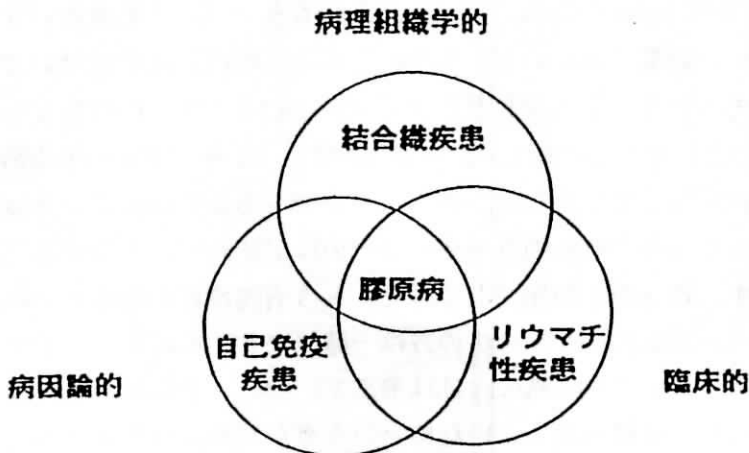 病理組織学的
結合織疾患
膠原病
自己免疫
疾患
リウマチ
性疾患
病因論的
臨床的